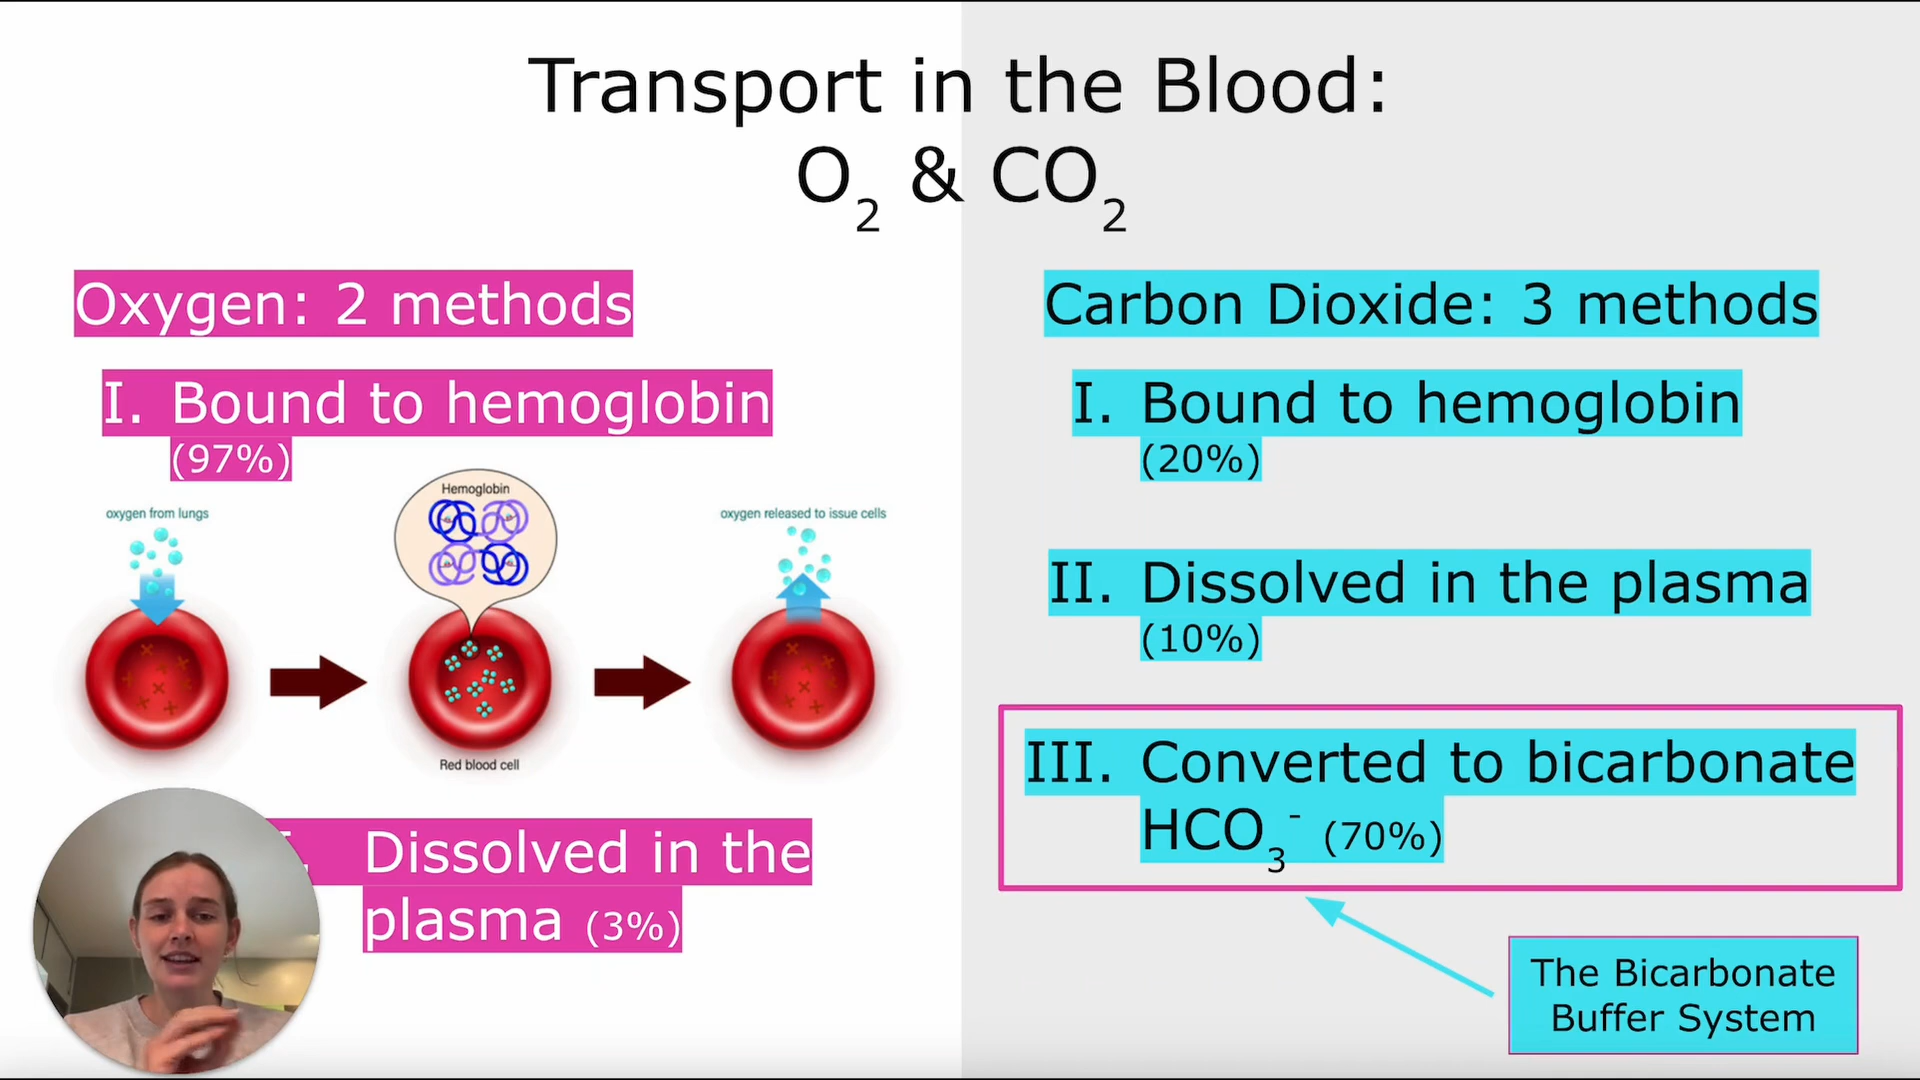 Transport in the Blood:
O₂ & CO₂
Oxygen: 2 methods
I. Bound to hemoglobin
(97%)
oxygen from lungs
Hemoglobin
oxygen released to issue cells
Red blood cell
Dissolved in the
plasma (3%)
Carbon Dioxide: 3 methods
I. Bound to hemoglobin
(20%)
II. Dissolved in the plasma
(10%)
III. Converted to bicarbonate
HCO₃⁻ (70%)
The Bicarbonate
Buffer System